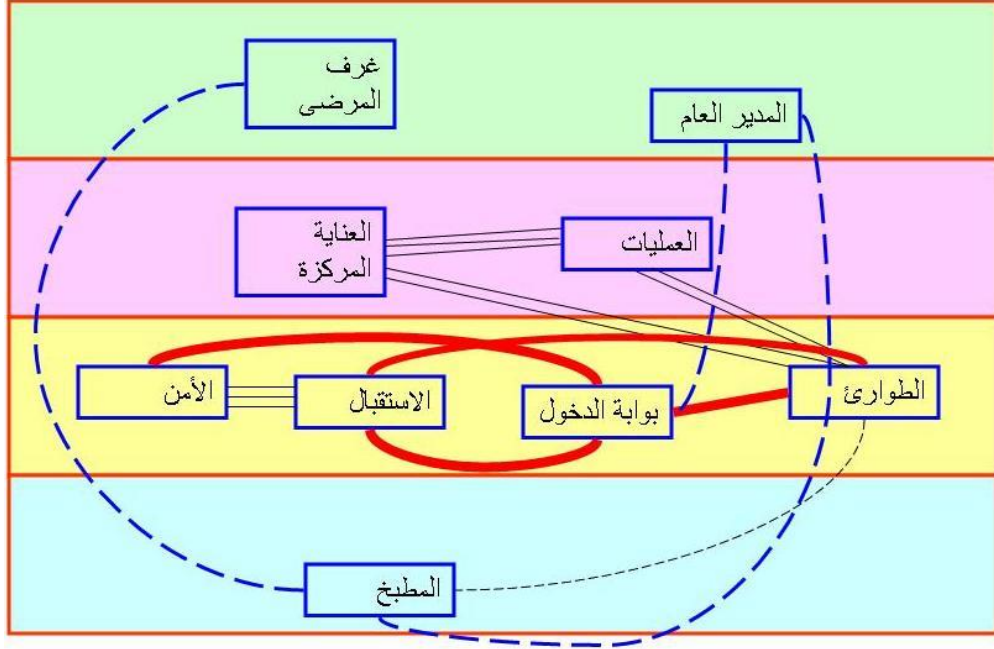 غرف
المرضى
المدير العام
العناية
المركزة
العمليات
الطوارئ
بوابة الدخول
الاستقبال
الأمن
المطبخ